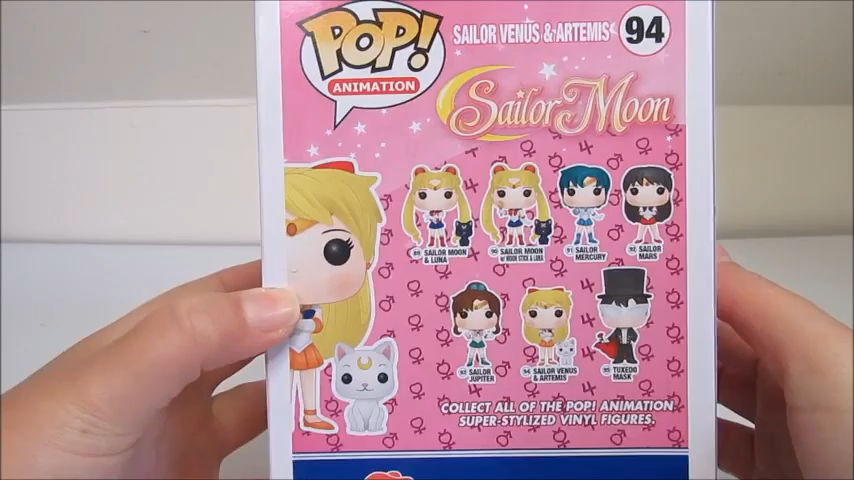 POP!
ANIMATION
SAILOR VENUS & ARTEMIS
94
Sailor Moon
89 SAILOR MOON
& LUNA
90 SAILOR MOON
W/ MOON STICK & LUNA
91 SAILOR
MERCURY
92 SAILOR
MARS
93 SAILOR
JUPITER
94 SAILOR VENUS
& ARTEMIS
95 TUXEDO
MASK
COLLECT ALL OF THE POP! ANIMATION
SUPER-STYLIZED VINYL FIGURES.